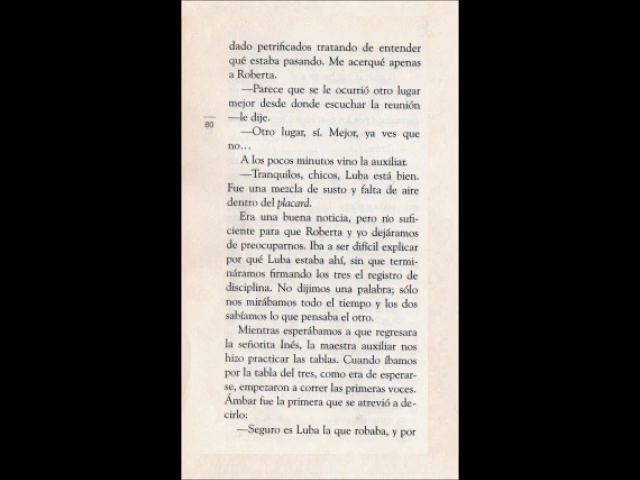 dado petrificados tratando de entender
qué estaba pasando. Me acerqué apenas
a Roberta.
—Parece que se le ocurrió otro lugar
mejor desde donde escuchar la reunión
—le dije.
80
—Otro lugar, sí. Mejor, ya ves que
no...
A los pocos minutos vino la auxiliar.
—Tranquilos, chicos, Luba está bien.
Fue una mezcla de susto y falta de aire
dentro del placard.
Era una buena noticia, pero no sufi-
ciente para que Roberta y yo dejáramos
de preocuparnos. Iba a ser difícil explicar
por qué Luba estaba ahí, sin que termi-
náramos firmando los tres el registro de
disciplina. No dijimos una palabra; sólo
nos mirábamos todo el tiempo y los dos
sabíamos lo que pensaba el otro.
Mientras esperábamos a que regresara
la señorita Inés, la maestra auxiliar nos
hizo practicar las tablas. Cuando íbamos
por la tabla del tres, como era de esperar-
se, empezaron a correr las primeras voces.
Ámbar fue la primera que se atrevió a de-
cirlo:
—Seguro es Luba la que robaba, y por